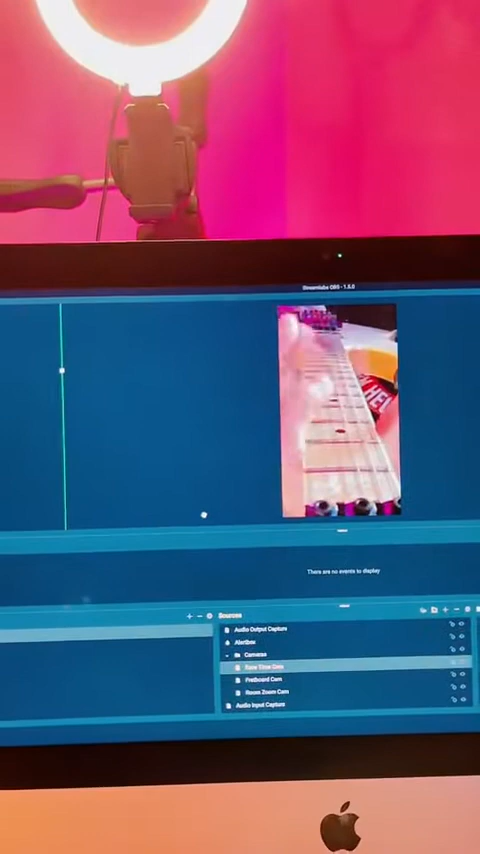 Streamlabs OBS - 1.5.0
There are no events to display
Sources
Audio Output Capture
Alertbox
Cameras
Fretboard Cam
Room Zoom Cam
Audio Input Capture